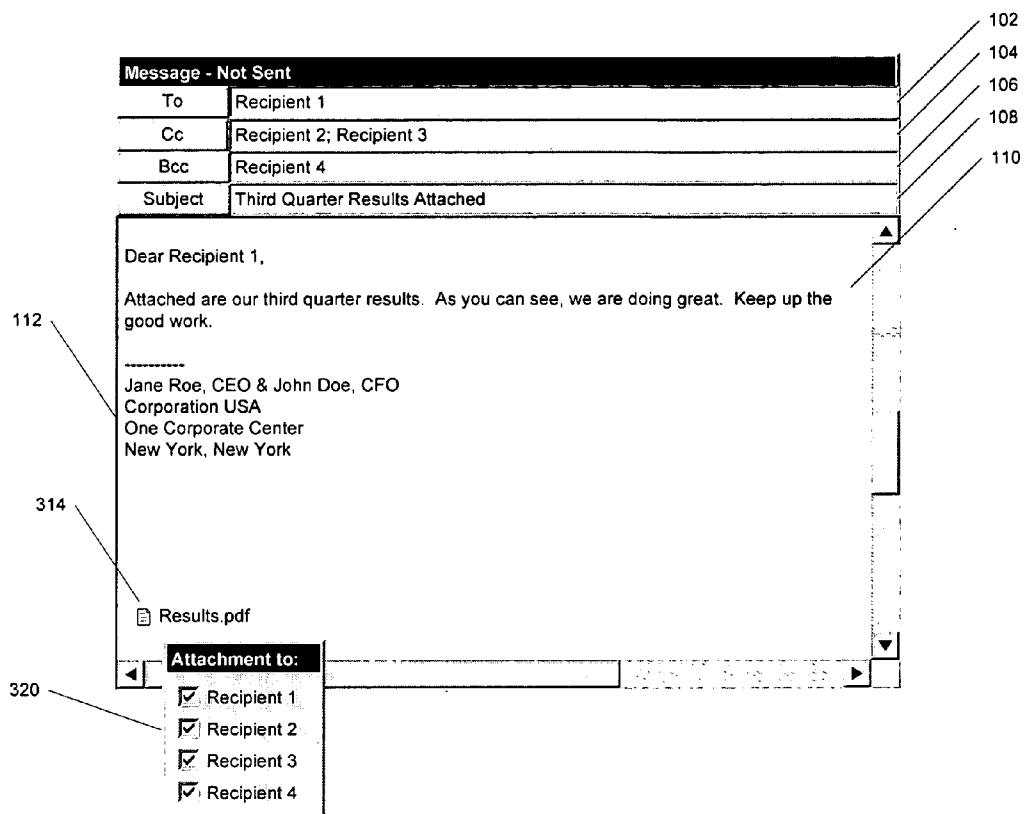 102
104
106
108
110
Message - Not Sent
To Recipient 1
Cc Recipient 2; Recipient 3
Bcc Recipient 4
Subject Third Quarter Results Attached
Dear Recipient 1,
Attached are our third quarter results. As you can see, we are doing great. Keep up the
good work.
112
----------
Jane Roe, CEO & John Doe, CFO
Corporation USA
One Corporate Center
New York, New York
314
Results.pdf
Attachment to:
320
Recipient 1
Recipient 2
Recipient 3
Recipient 4